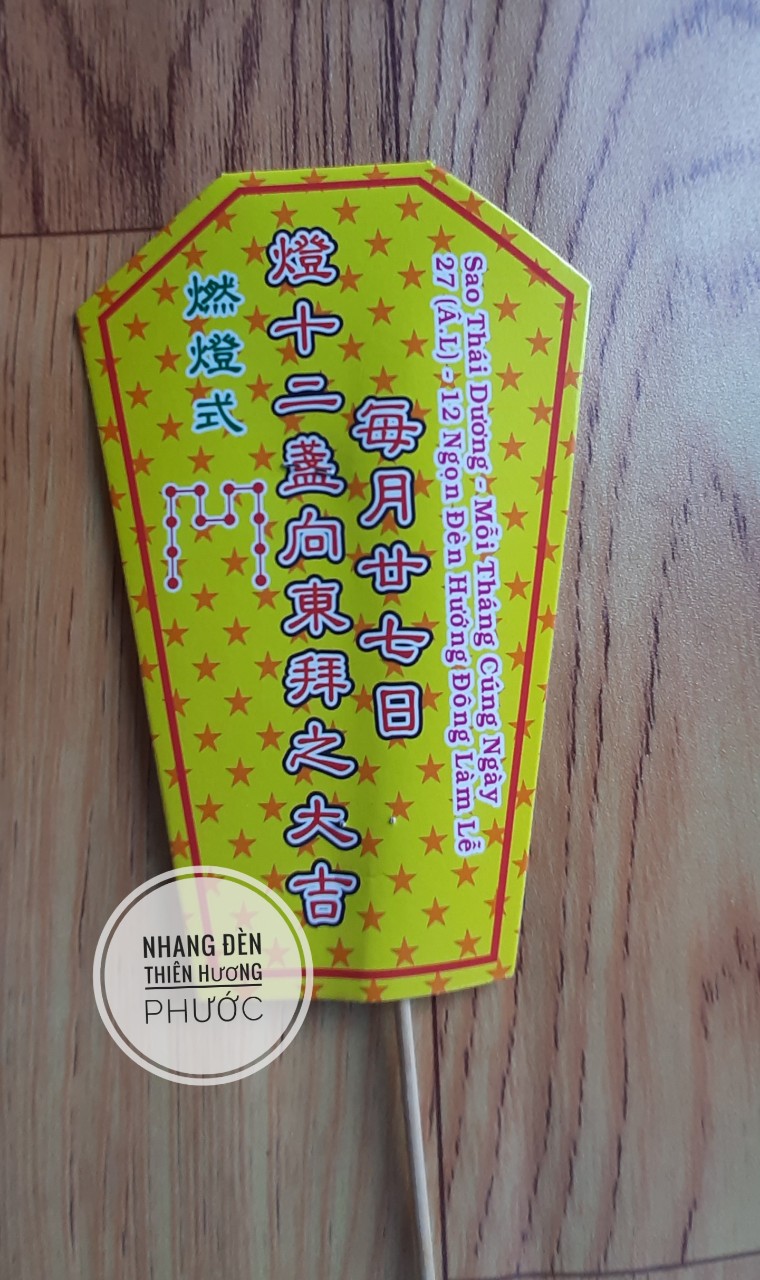 Sao Thái Dương - Mỗi Tháng Cúng Ngày
27 (Â.L) - 12 Ngọn Đèn Hướng Đông Làm Lễ
每月廿七日
燈十二盞向東拜之大吉
燃燈式
NHANG ĐÈN
THIÊN HƯƠNG
PHƯỚC